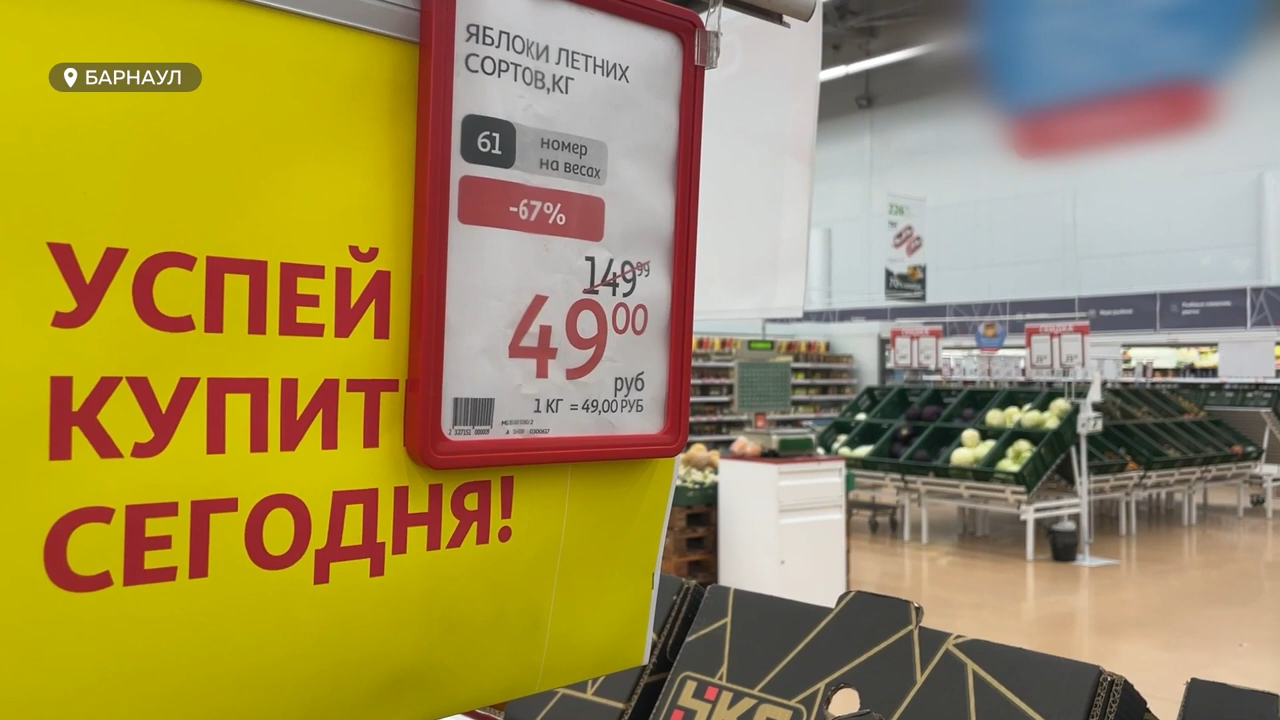 БАРНАУЛ
ЯБЛОКИ ЛЕТНИХ
СОРТОВ,КГ
61
номер
на весах
-67%
149 99
49 00
руб
1 КГ = 49,00 РУБ
УСПЕЙ
КУПИТ
СЕГОДНЯ!